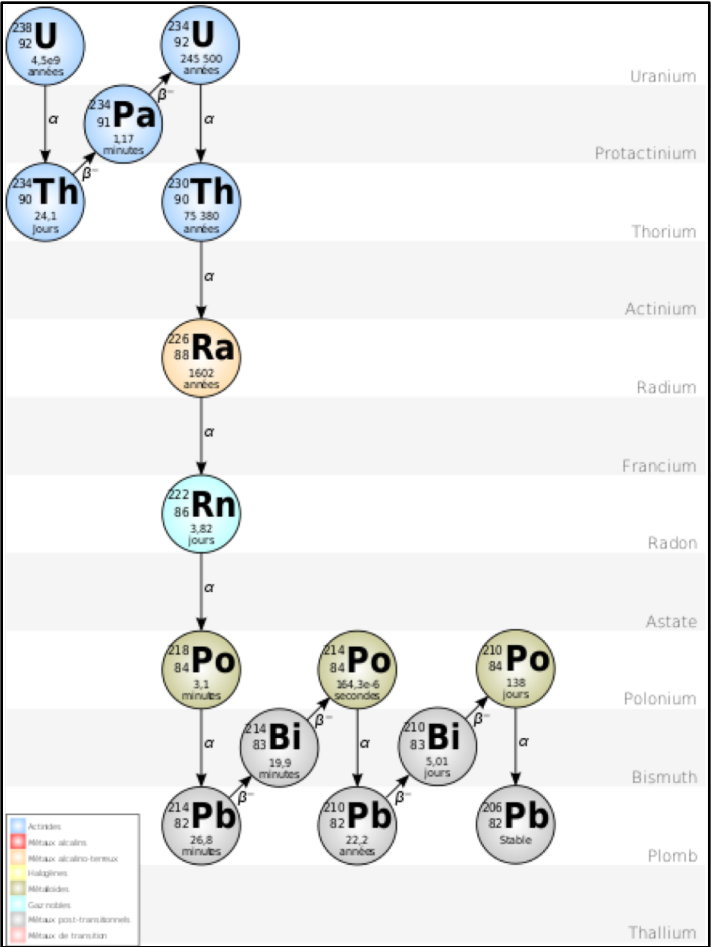 238
92
U
4,5e9
années
234
92
U
245 500
années
Uranium
α
β⁻
α
234
91
Pa
1,17
minutes
Protactinium
β⁻
234
90
Th
24,1
jours
230
90
Th
75 380
années
Thorium
α
Actinium
226
88
Ra
1602
années
Radium
α
Francium
222
86
Rn
3,82
jours
Radon
α
Astate
218
84
Po
3,1
minutes
214
84
Po
164,3e-6
secondes
210
84
Po
138
jours
Polonium
α
β⁻
α
β⁻
α
214
83
Bi
19,9
minutes
210
83
Bi
5,01
jours
Bismuth
β⁻
β⁻
214
82
Pb
26,8
minutes
210
82
Pb
22,2
années
206
82
Pb
Stable
Plomb
Actinides
Métaux alcalins
Métaux alcalino-terreux
Halogènes
Métalloïdes
Gaz nobles
Métaux post-transitionnels
Métaux de transition
Thallium